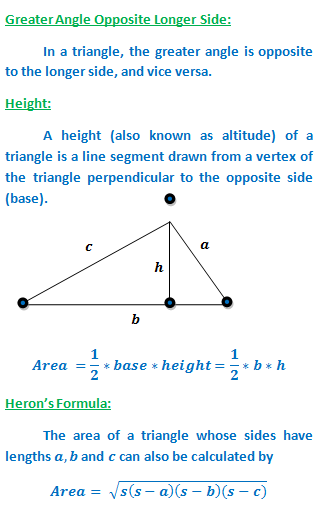 Greater Angle Opposite Longer Side:
In a triangle, the greater angle is opposite
to the longer side, and vice versa.
Height:
A height (also known as altitude) of a
triangle is a line segment drawn from a vertex of
the triangle perpendicular to the opposite side
(base).
c
a
h
b
Area = 1/2 * base * height = 1/2 * b * h
Heron's Formula:
The area of a triangle whose sides have
lengths a, b and c can also be calculated by
Area = √s(s − a)(s − b)(s − c)